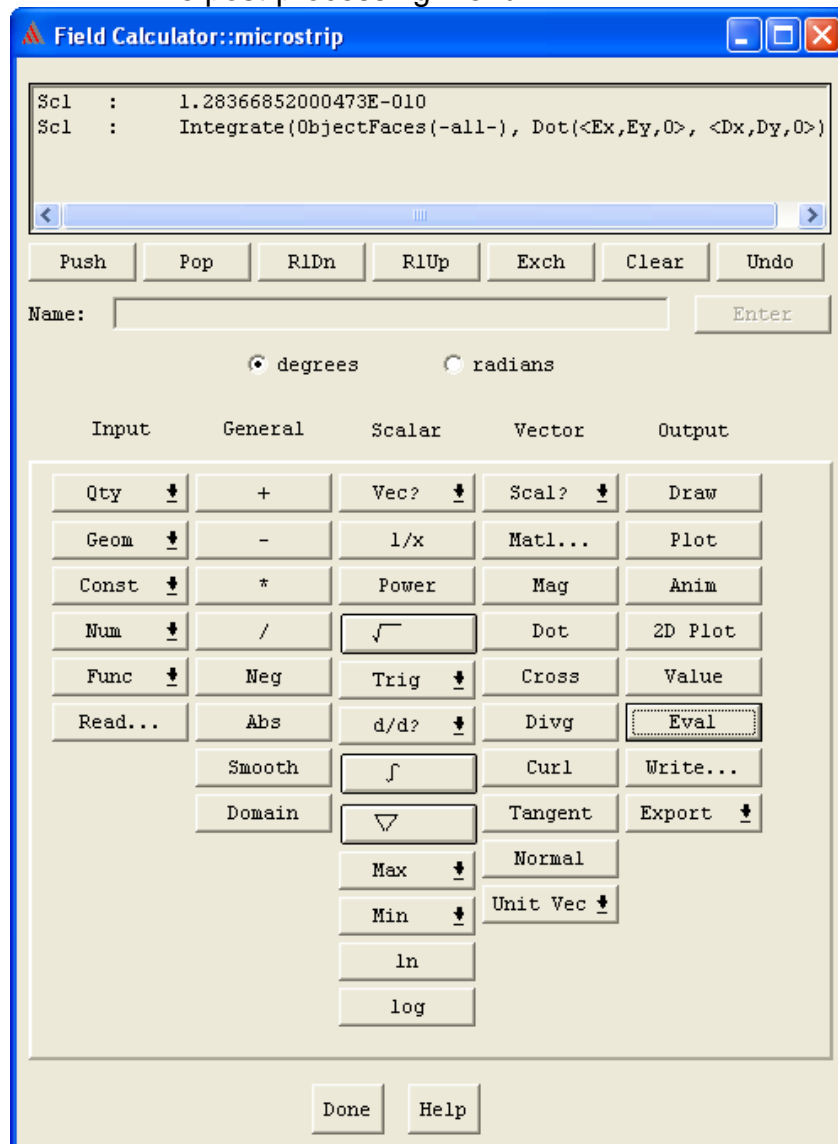 Field Calculator::microstrip
Scl : 1.28366852000473E-010
Scl : Integrate(ObjectFaces(-all-), Dot(<Ex,Ey,0>, <Dx,Dy,0>)
Push Pop RlDn RlUp Exch Clear Undo
Name: Enter
degrees radians
Input General Scalar Vector Output
Qty + Vec? Scal? Draw
Geom - 1/x Matl... Plot
Const * Power Mag Anim
Num / √ Dot 2D Plot
Func Neg Trig Cross Value
Read... Abs d/d? Divg Eval
Smooth ∫ Curl Write...
Domain ▽ Tangent Export
Max Normal
Min Unit Vec
ln
log
Done Help